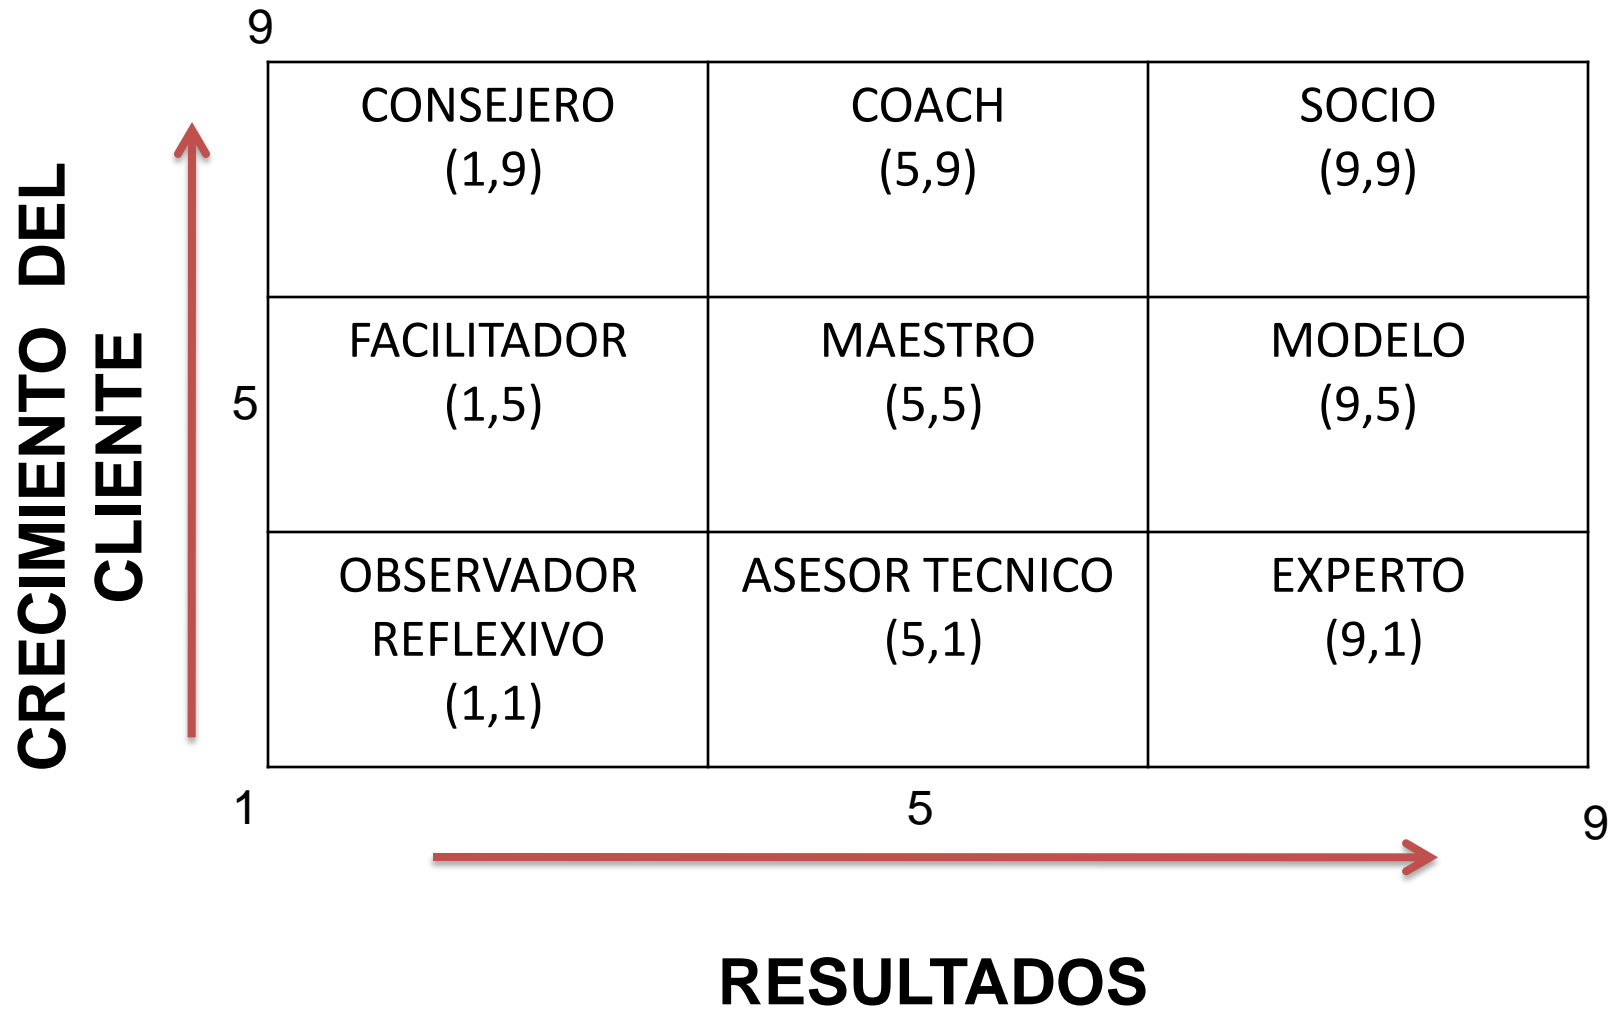 9
CONSEJERO
(1,9)
COACH
(5,9)
SOCIO
(9,9)
CRECIMIENTO DEL
CLIENTE
5
FACILITADOR
(1,5)
MAESTRO
(5,5)
MODELO
(9,5)
OBSERVADOR
REFLEXIVO
(1,1)
ASESOR TECNICO
(5,1)
EXPERTO
(9,1)
1
5
9
RESULTADOS